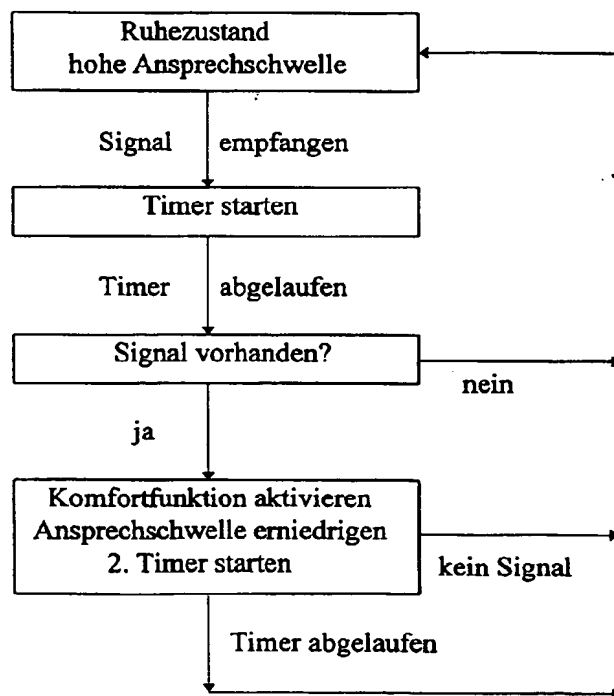 Ruhezustand
hohe Ansprechschwelle
Signal empfangen
Timer starten
Timer abgelaufen
Signal vorhanden?
nein
ja
Komfortfunktion aktivieren
Ansprechschwelle erniedrigen
2. Timer starten
kein Signal
Timer abgelaufen